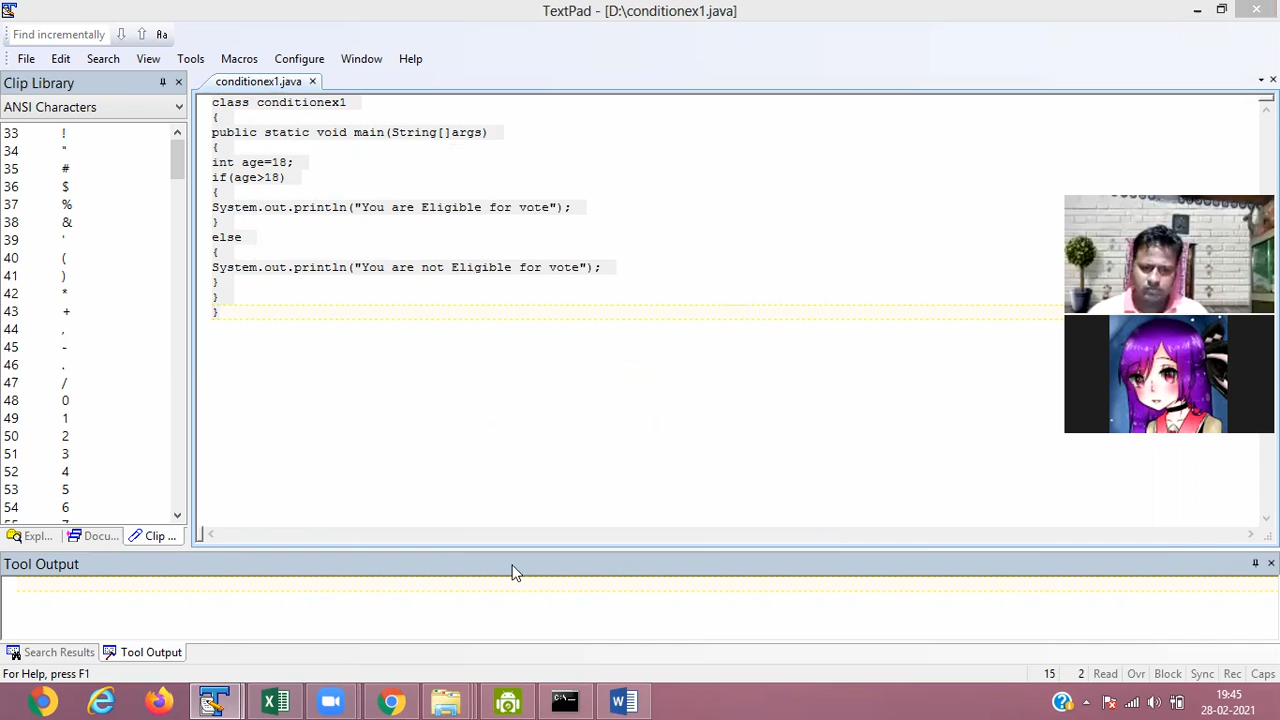 TextPad - [D:\conditionex1.java]
Find incrementally
Aa
File Edit Search View Tools Macros Configure Window Help
Clip Library
ANSI Characters
33 !
34 "
35 #
36 $
37 %
38 &
39 '
40 (
41 )
42 *
43 +
44 ,
45 -
46 .
47 /
48 0
49 1
50 2
51 3
52 4
53 5
54 6
Expl... Docu... Clip ...
conditionex1.java
class conditionex1
{
public static void main(String[]args)
{
int age=18;
if(age>18)
{
System.out.println("You are Eligible for vote");
}
else
{
System.out.println("You are not Eligible for vote");
}
}
}
Tool Output
Search Results Tool Output
For Help, press F1
15 2 Read Ovr Block Sync Rec Caps
19:45
28-02-2021